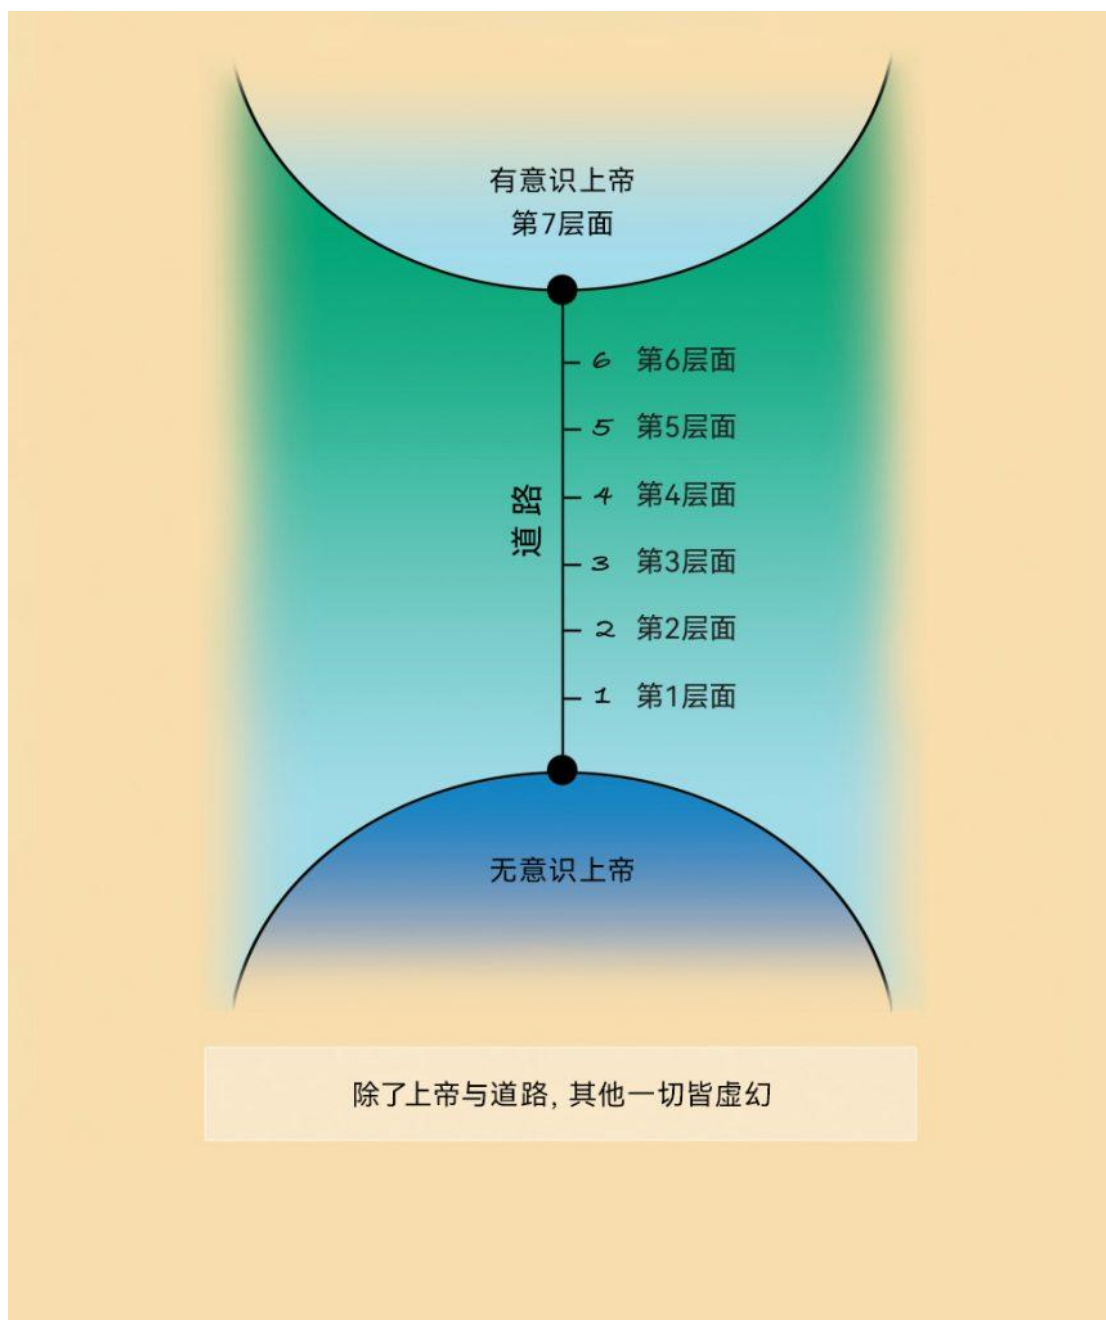 有意识上帝
第7层面
6 第6层面
5 第5层面
4 第4层面
道路
3 第3层面
2 第2层面
1 第1层面
无意识上帝
除了上帝与道路, 其他一切皆虚幻